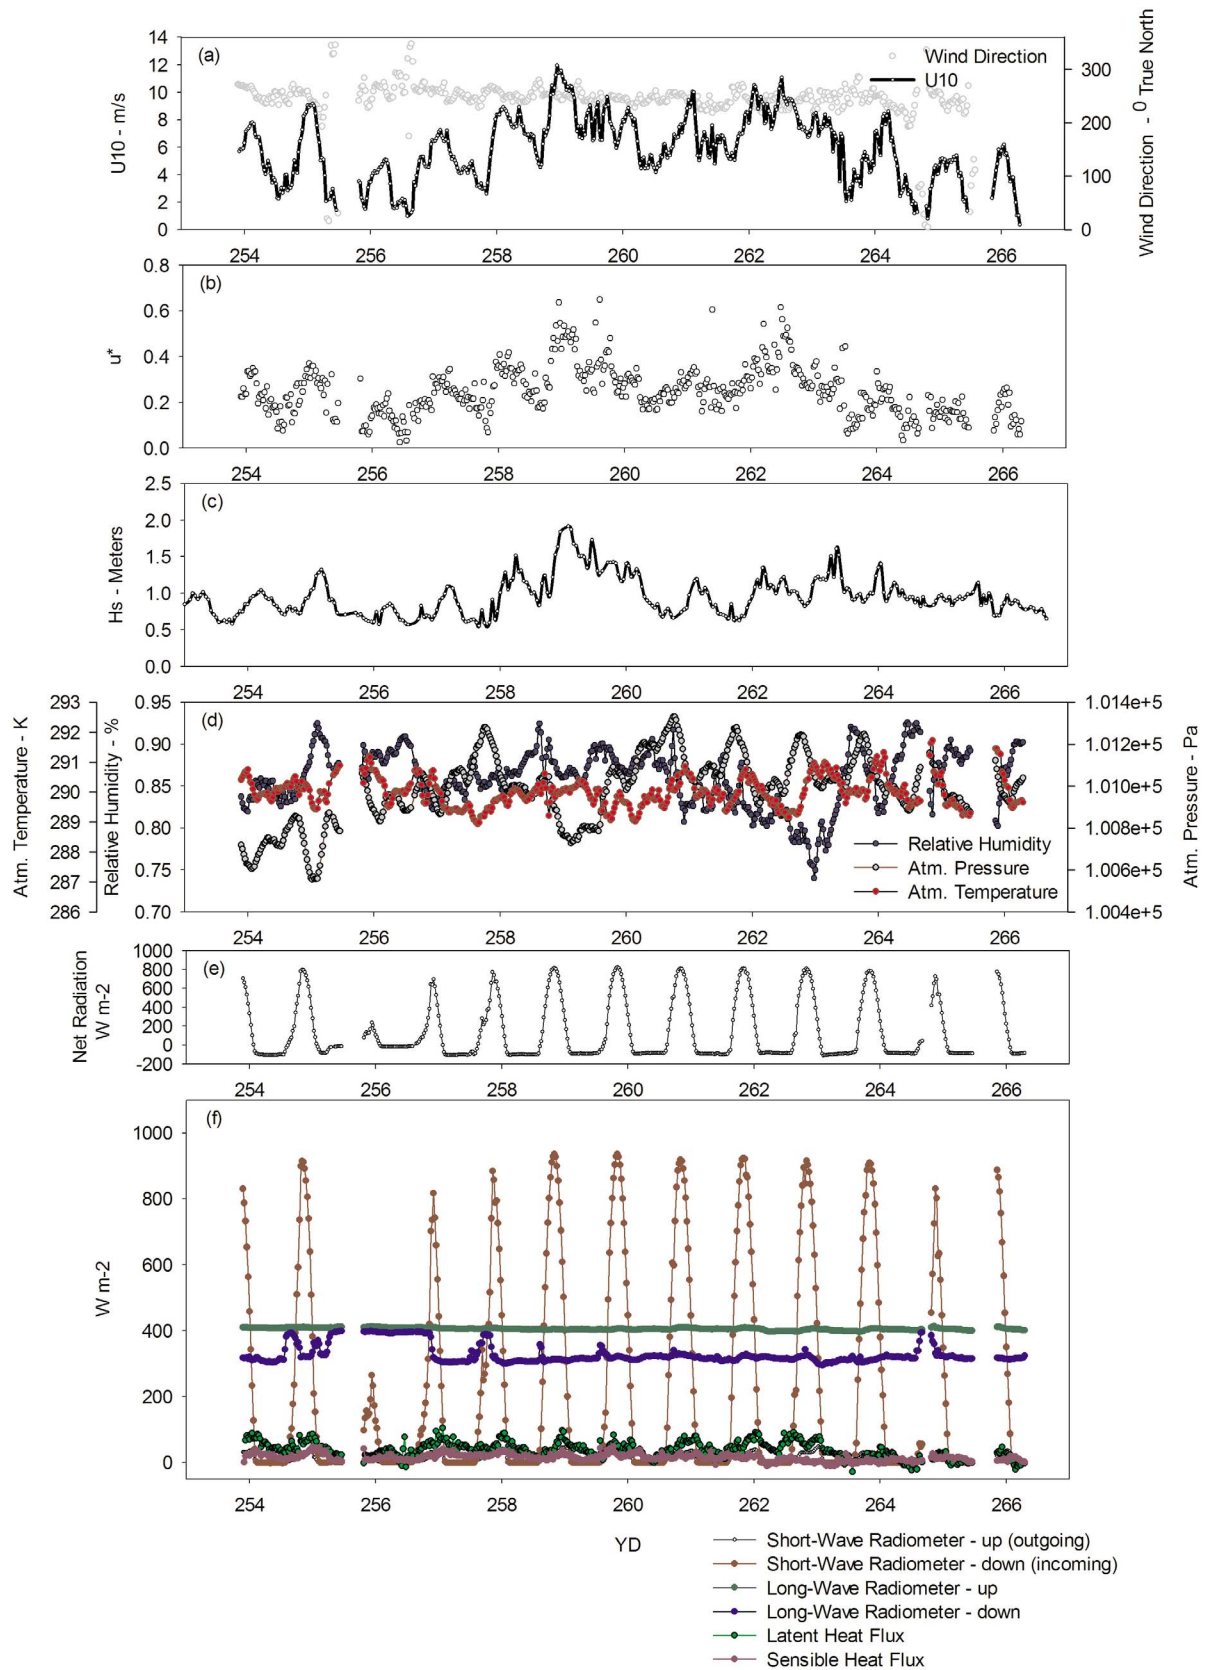 (a)
Wind Direction
U10
14
12
10
8
6
4
2
0
U10 - m/s
300
200
100
0
Wind Direction - 0 True North
254 256 258 260 262 264 266
(b)
0.8
0.6
0.4
0.2
0.0
u*
254 256 258 260 262 264 266
(c)
2.5
2.0
1.5
1.0
0.5
0.0
Hs - Meters
254 256 258 260 262 264 266
(d)
293
292
291
290
289
288
287
286
Atm. Temperature - K
0.95
0.90
0.85
0.80
0.75
0.70
Relative Humidity - %
1.014e+5
1.012e+5
1.010e+5
1.008e+5
1.006e+5
1.004e+5
Atm. Pressure - Pa
Relative Humidity
Atm. Pressure
Atm. Temperature
254 256 258 260 262 264 266
(e)
1000
800
600
400
200
0
-200
Net Radiation
W m-2
254 256 258 260 262 264 266
(f)
1000
800
600
400
200
0
W m-2
254 256 258 260 262 264 266
YD
Short-Wave Radiometer - up (outgoing)
Short-Wave Radiometer - down (incoming)
Long-Wave Radiometer - up
Long-Wave Radiometer - down
Latent Heat Flux
Sensible Heat Flux